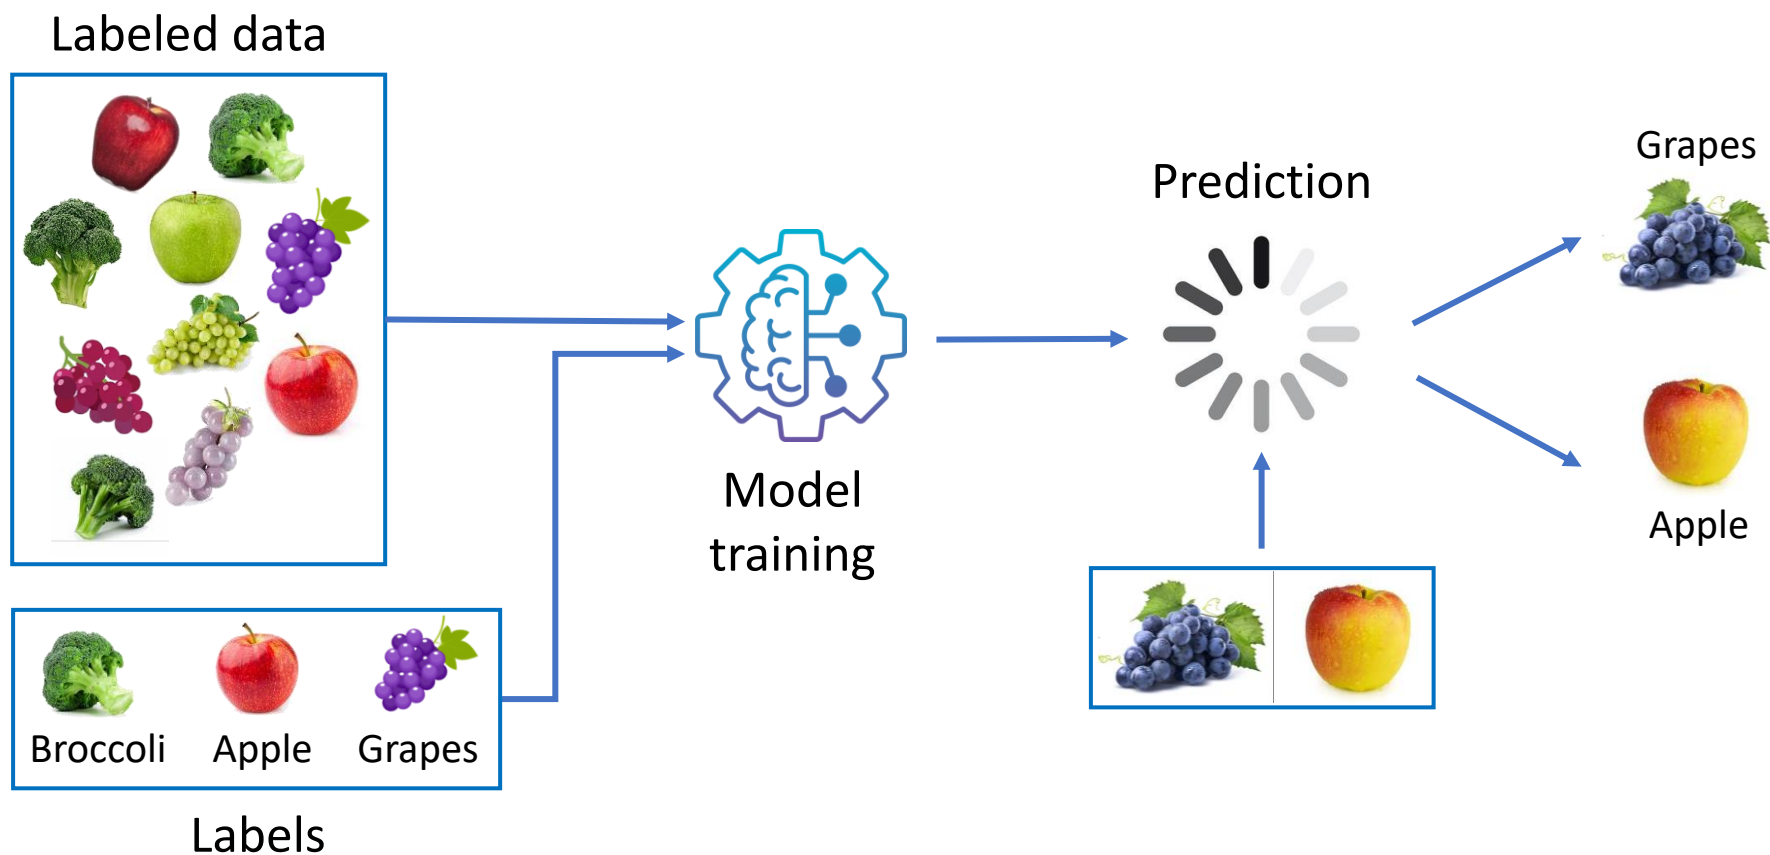 Labeled data
Broccoli
Apple
Grapes
Labels
Model
training
Prediction
Grapes
Apple